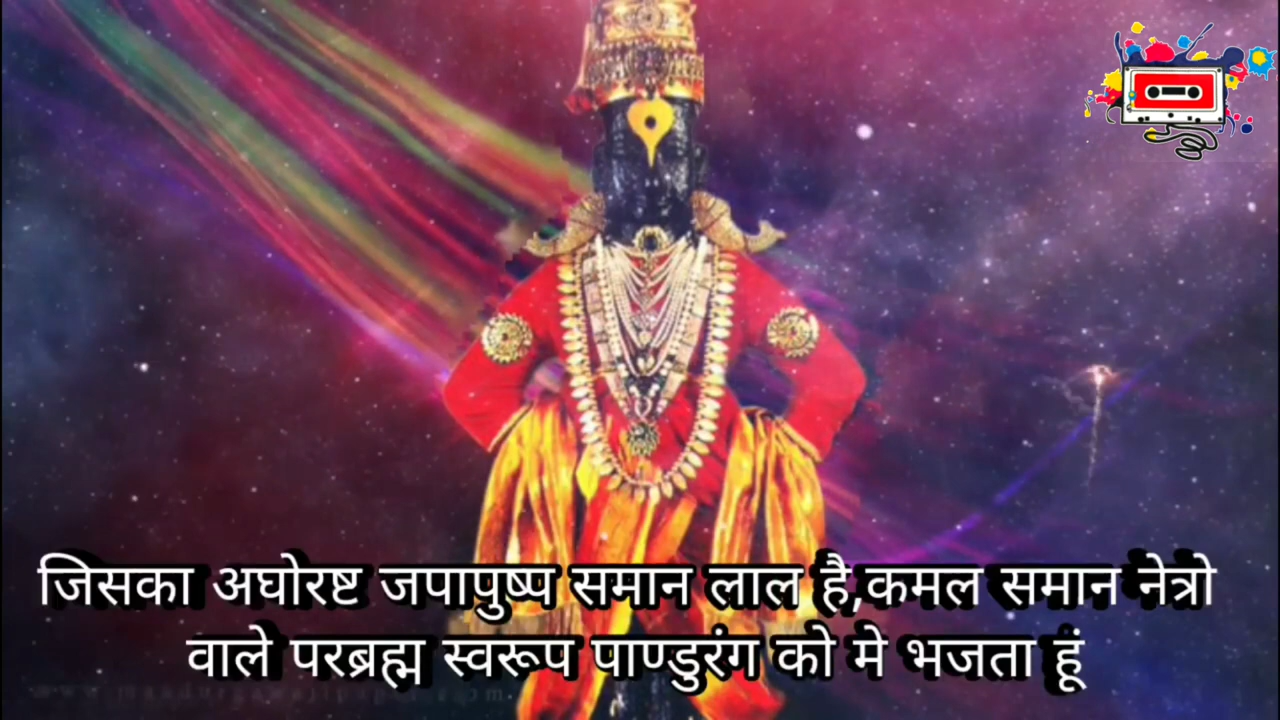 जिसका अघोरष्ट जपापुष्प समान लाल है,कमल समान नेत्रो
वाले परब्रह्म स्वरूप पाण्डुरंग को मे भजता हूं